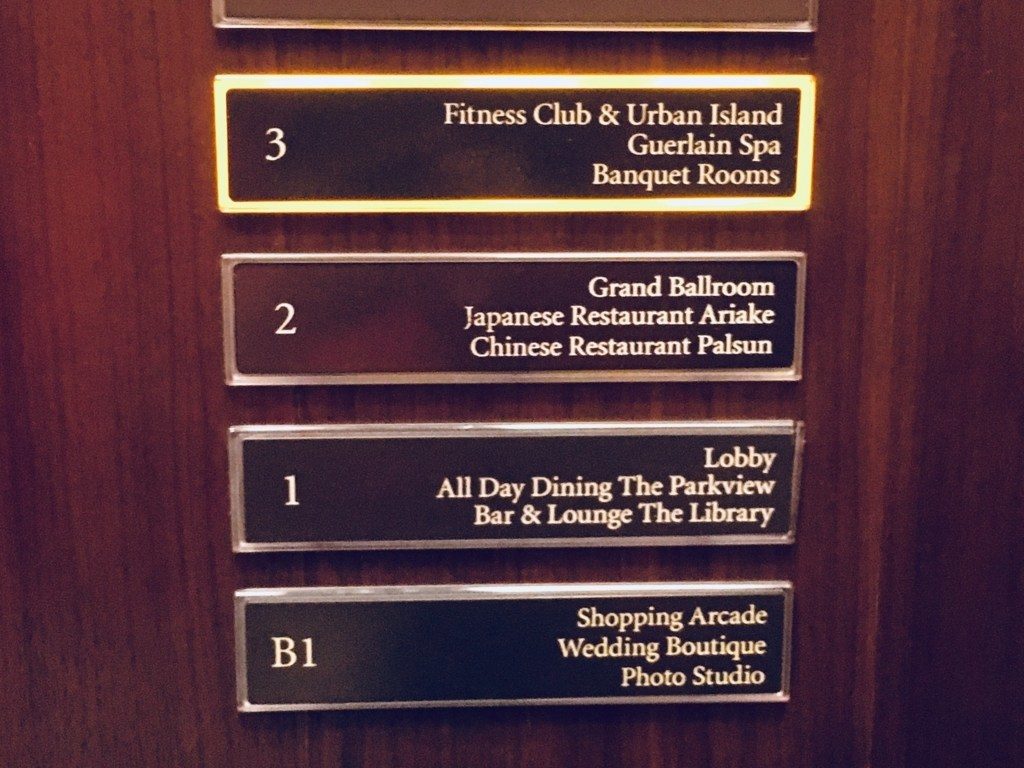 3
Fitness Club & Urban Island
Guerlain Spa
Banquet Rooms
2
Grand Ballroom
Japanese Restaurant Ariake
Chinese Restaurant Palsun
1
Lobby
All Day Dining The Parkview
Bar & Lounge The Library
B1
Shopping Arcade
Wedding Boutique
Photo Studio